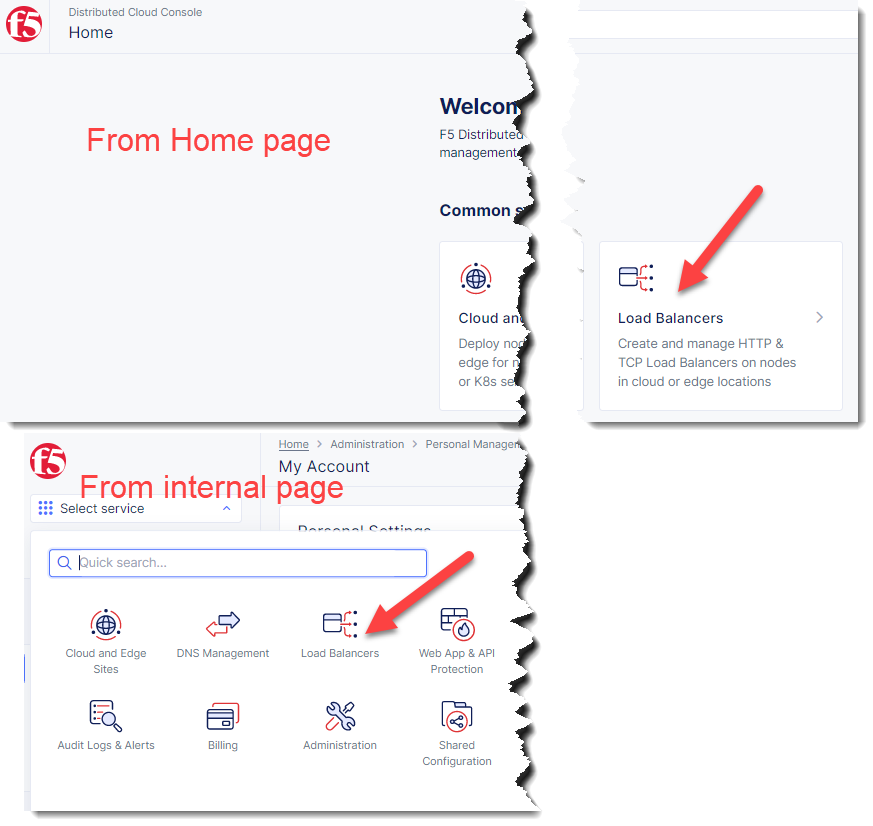 f5
Distributed Cloud Console
Home
Welcom
From Home page
F5 Distributed
management
Common s
Cloud an
Deploy nod
edge for n
or K8s se
Load Balancers
Create and manage HTTP &
TCP Load Balancers on nodes
in cloud or edge locations
f5
Home > Administration > Personal Managem
My Account
From internal page
Select service
Personal Settings
Quick search...
Cloud and Edge
Sites
DNS Management
Load Balancers
Web App & API
Protection
Audit Logs & Alerts
Billing
Administration
Shared
Configuration